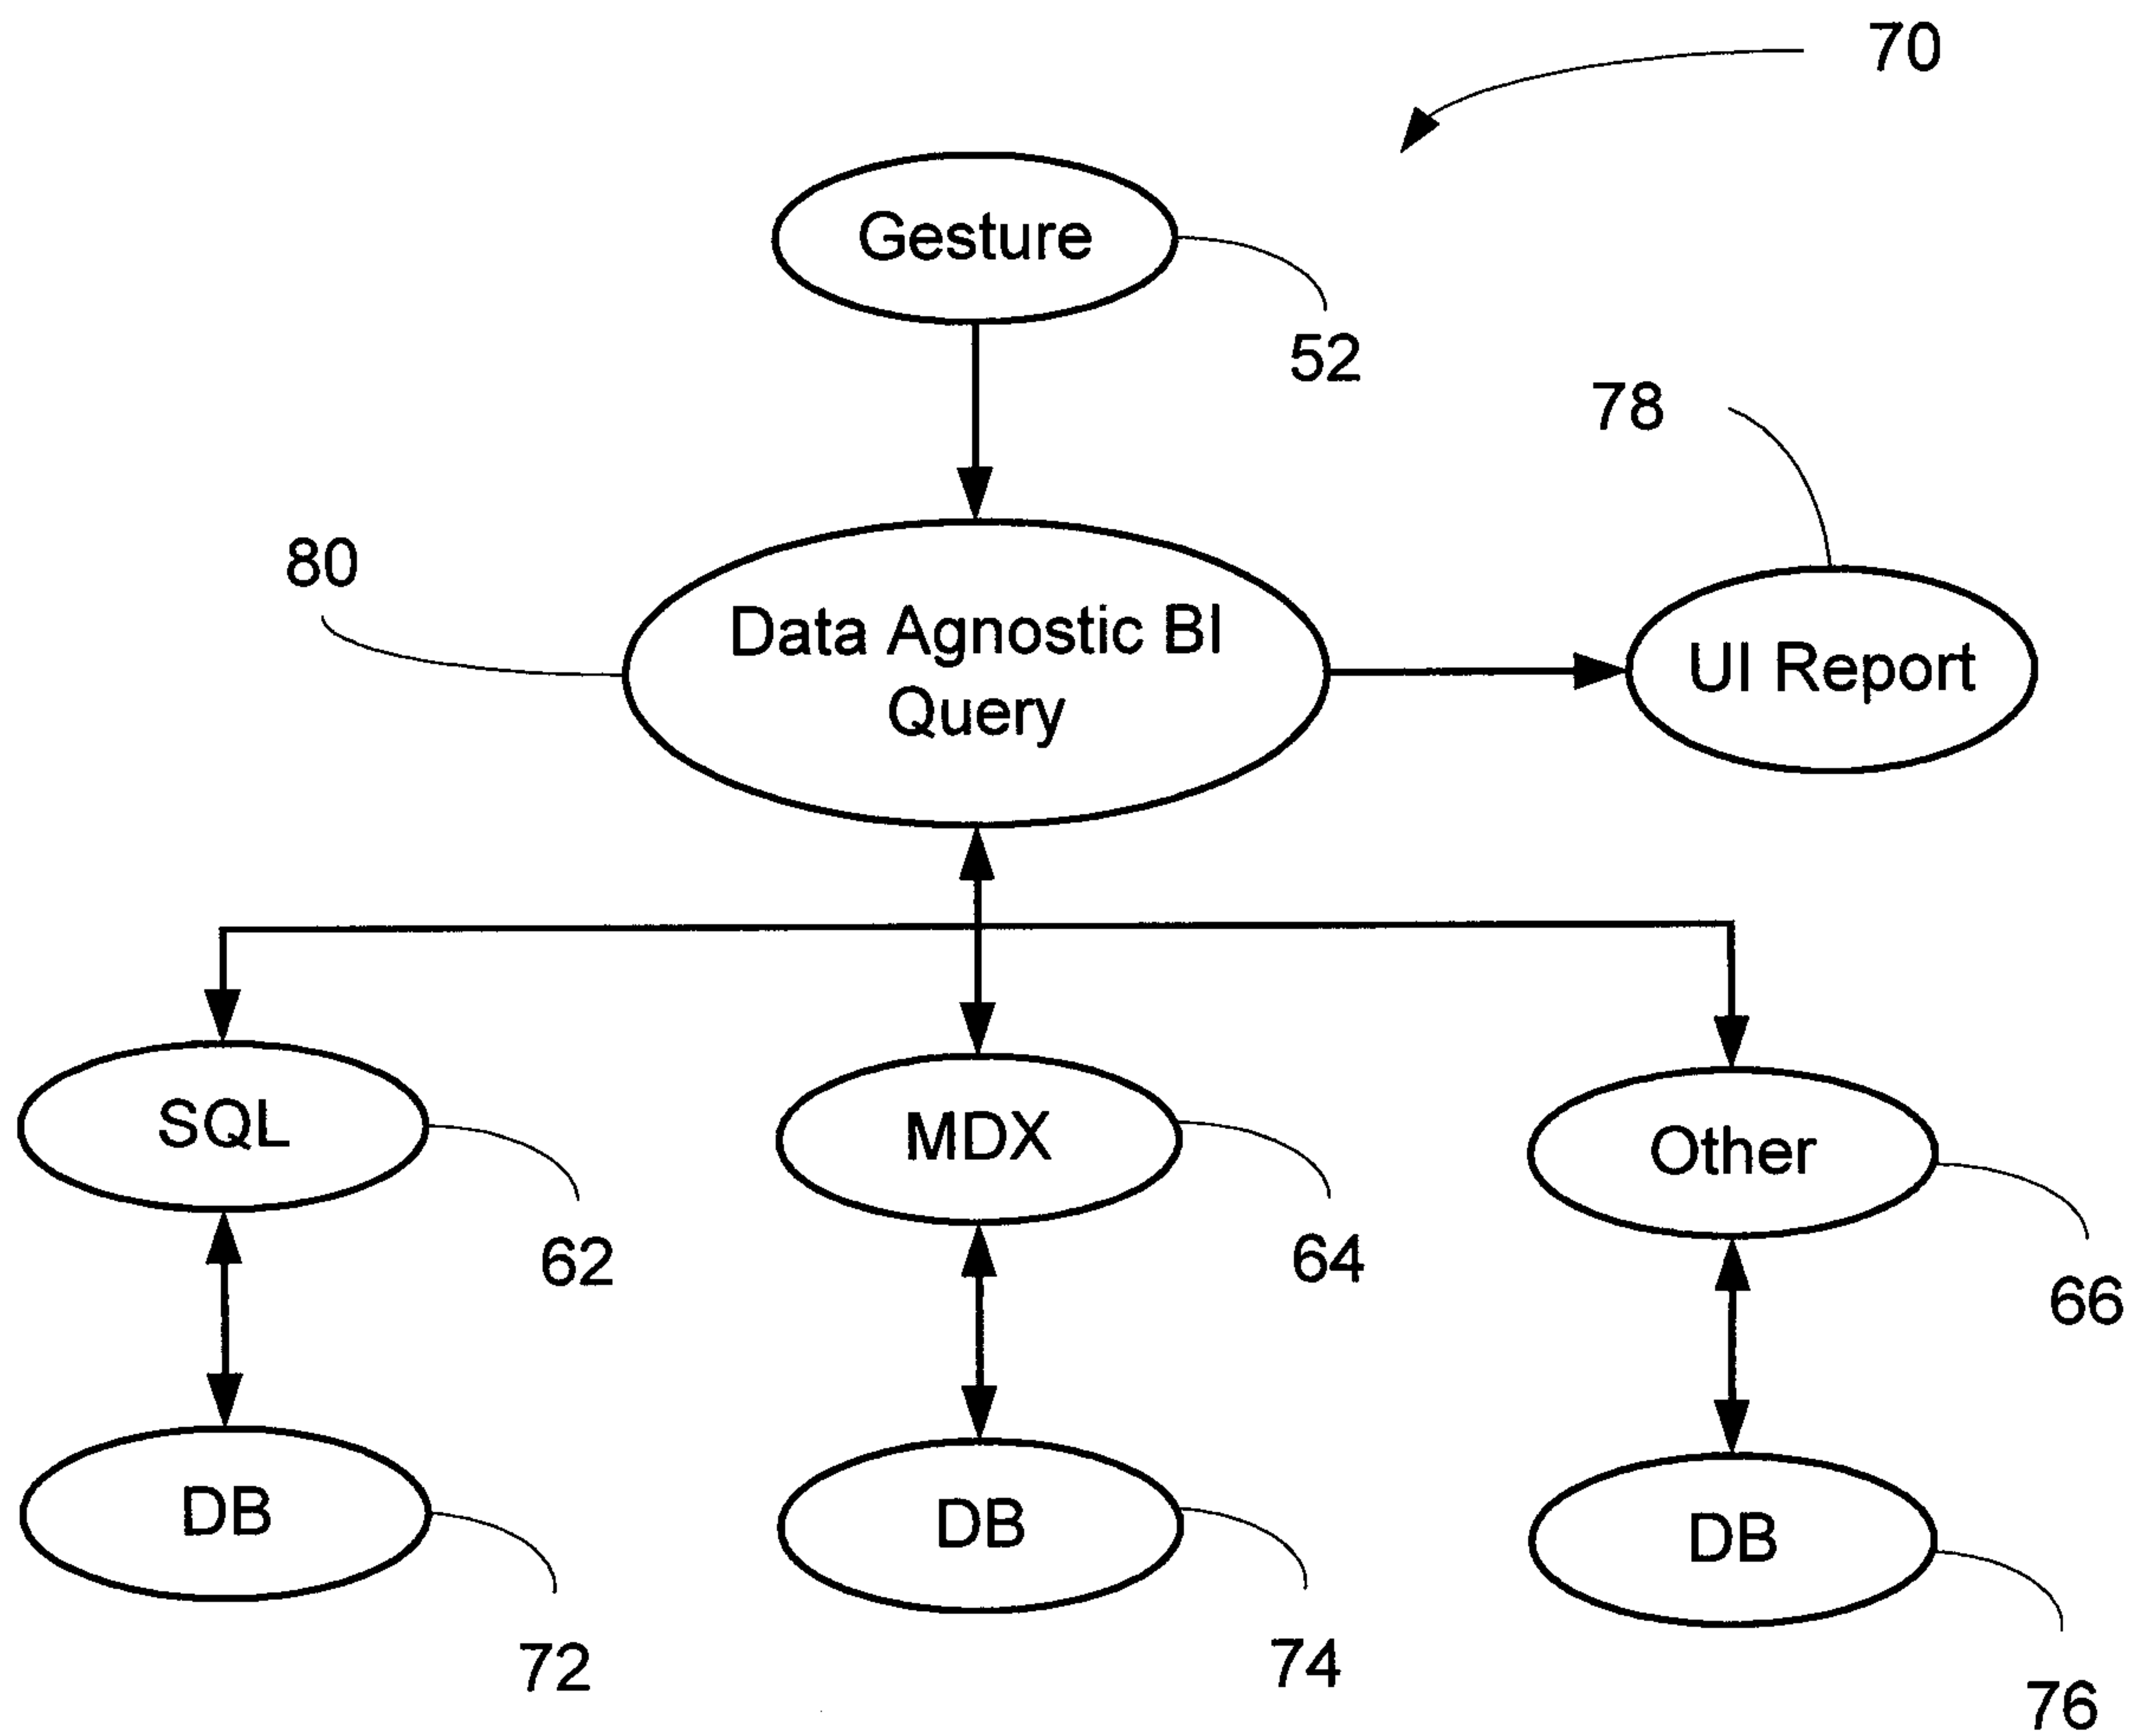 70
Gesture
52
78
80
Data Agnostic BI
Query
UI Report
SQL
MDX
Other
62
64
66
DB
DB
DB
72
74
76